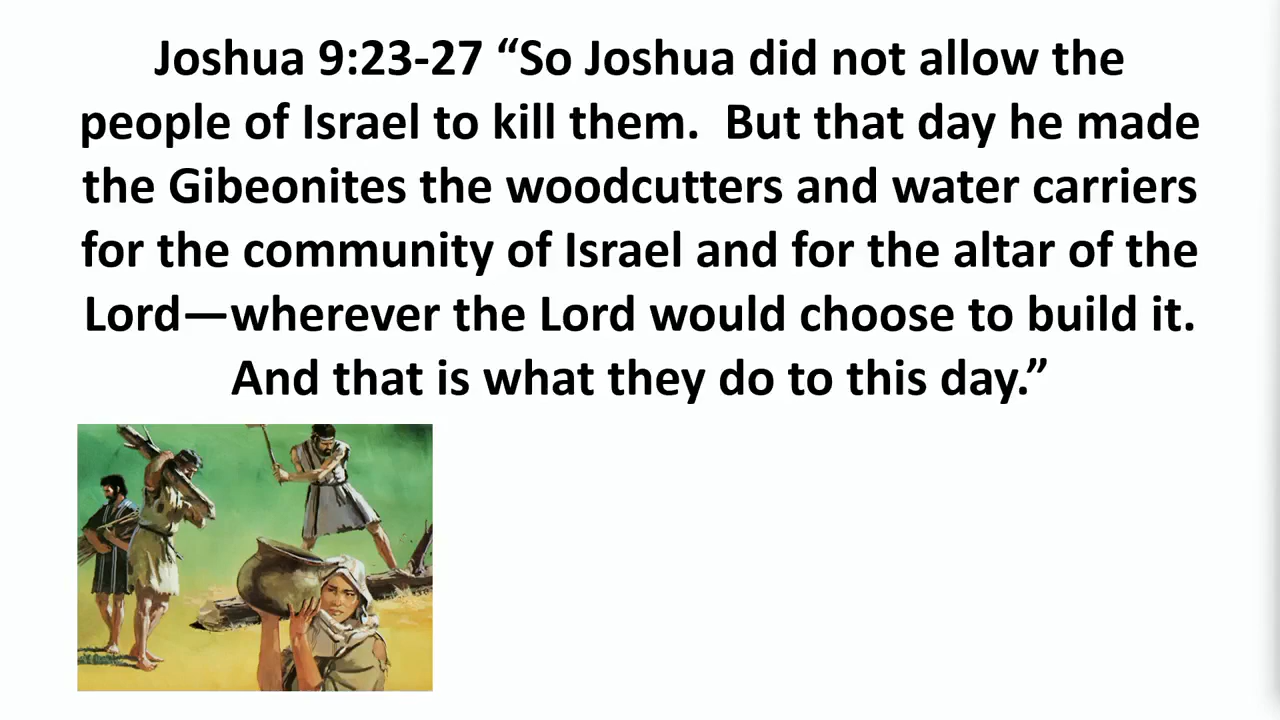 Joshua 9:23-27 “So Joshua did not allow the
people of Israel to kill them.  But that day he made
the Gibeonites the woodcutters and water carriers
for the community of Israel and for the altar of the
Lord—wherever the Lord would choose to build it.
And that is what they do to this day.”